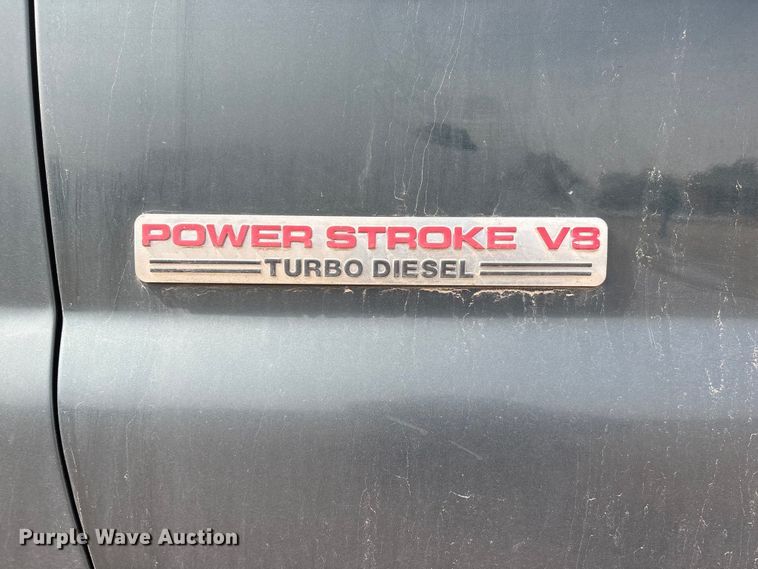 POWER STROKE V8
TURBO DIESEL
Purple Wave Auction